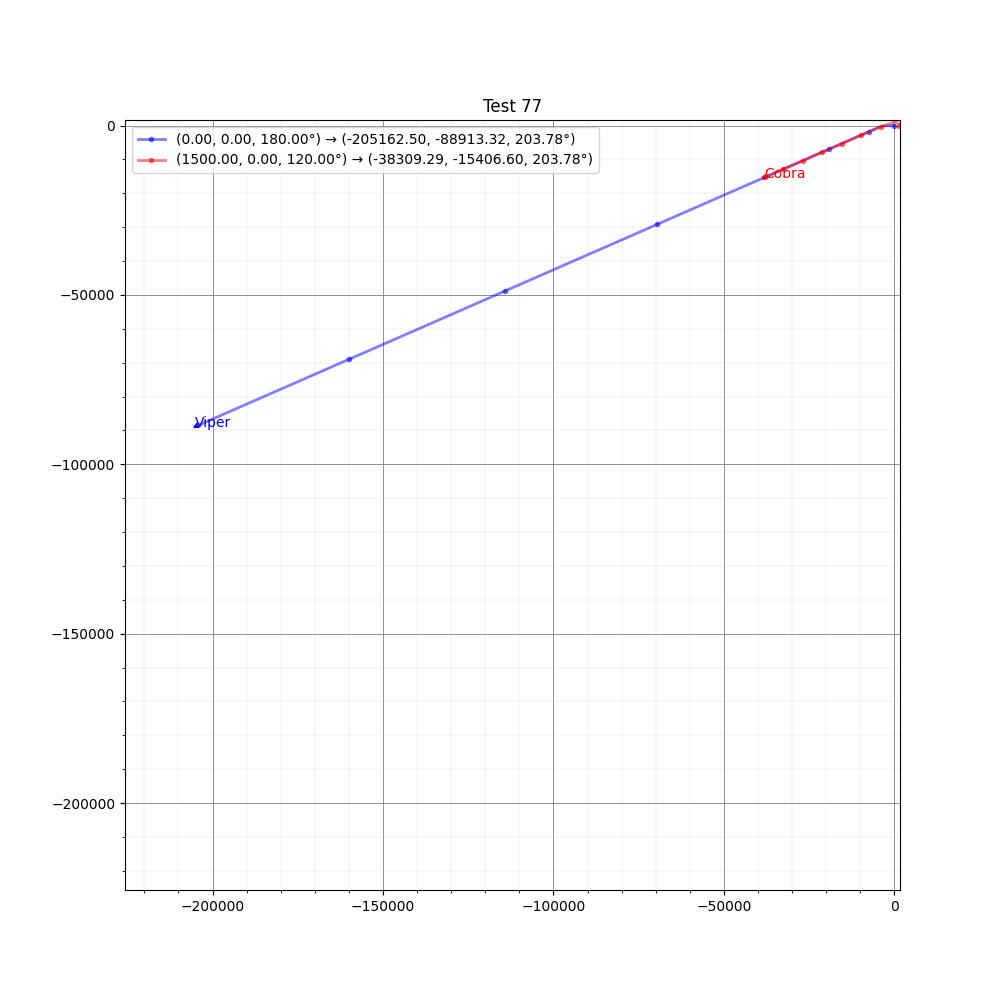 Test 77
(0.00, 0.00, 180.00°) → (-205162.50, -88913.32, 203.78°)
(1500.00, 0.00, 120.00°) → (-38309.29, -15406.60, 203.78°)
Cobra
Viper
0
−50000
−100000
−150000
−200000
−200000 −150000 −100000 −50000 0